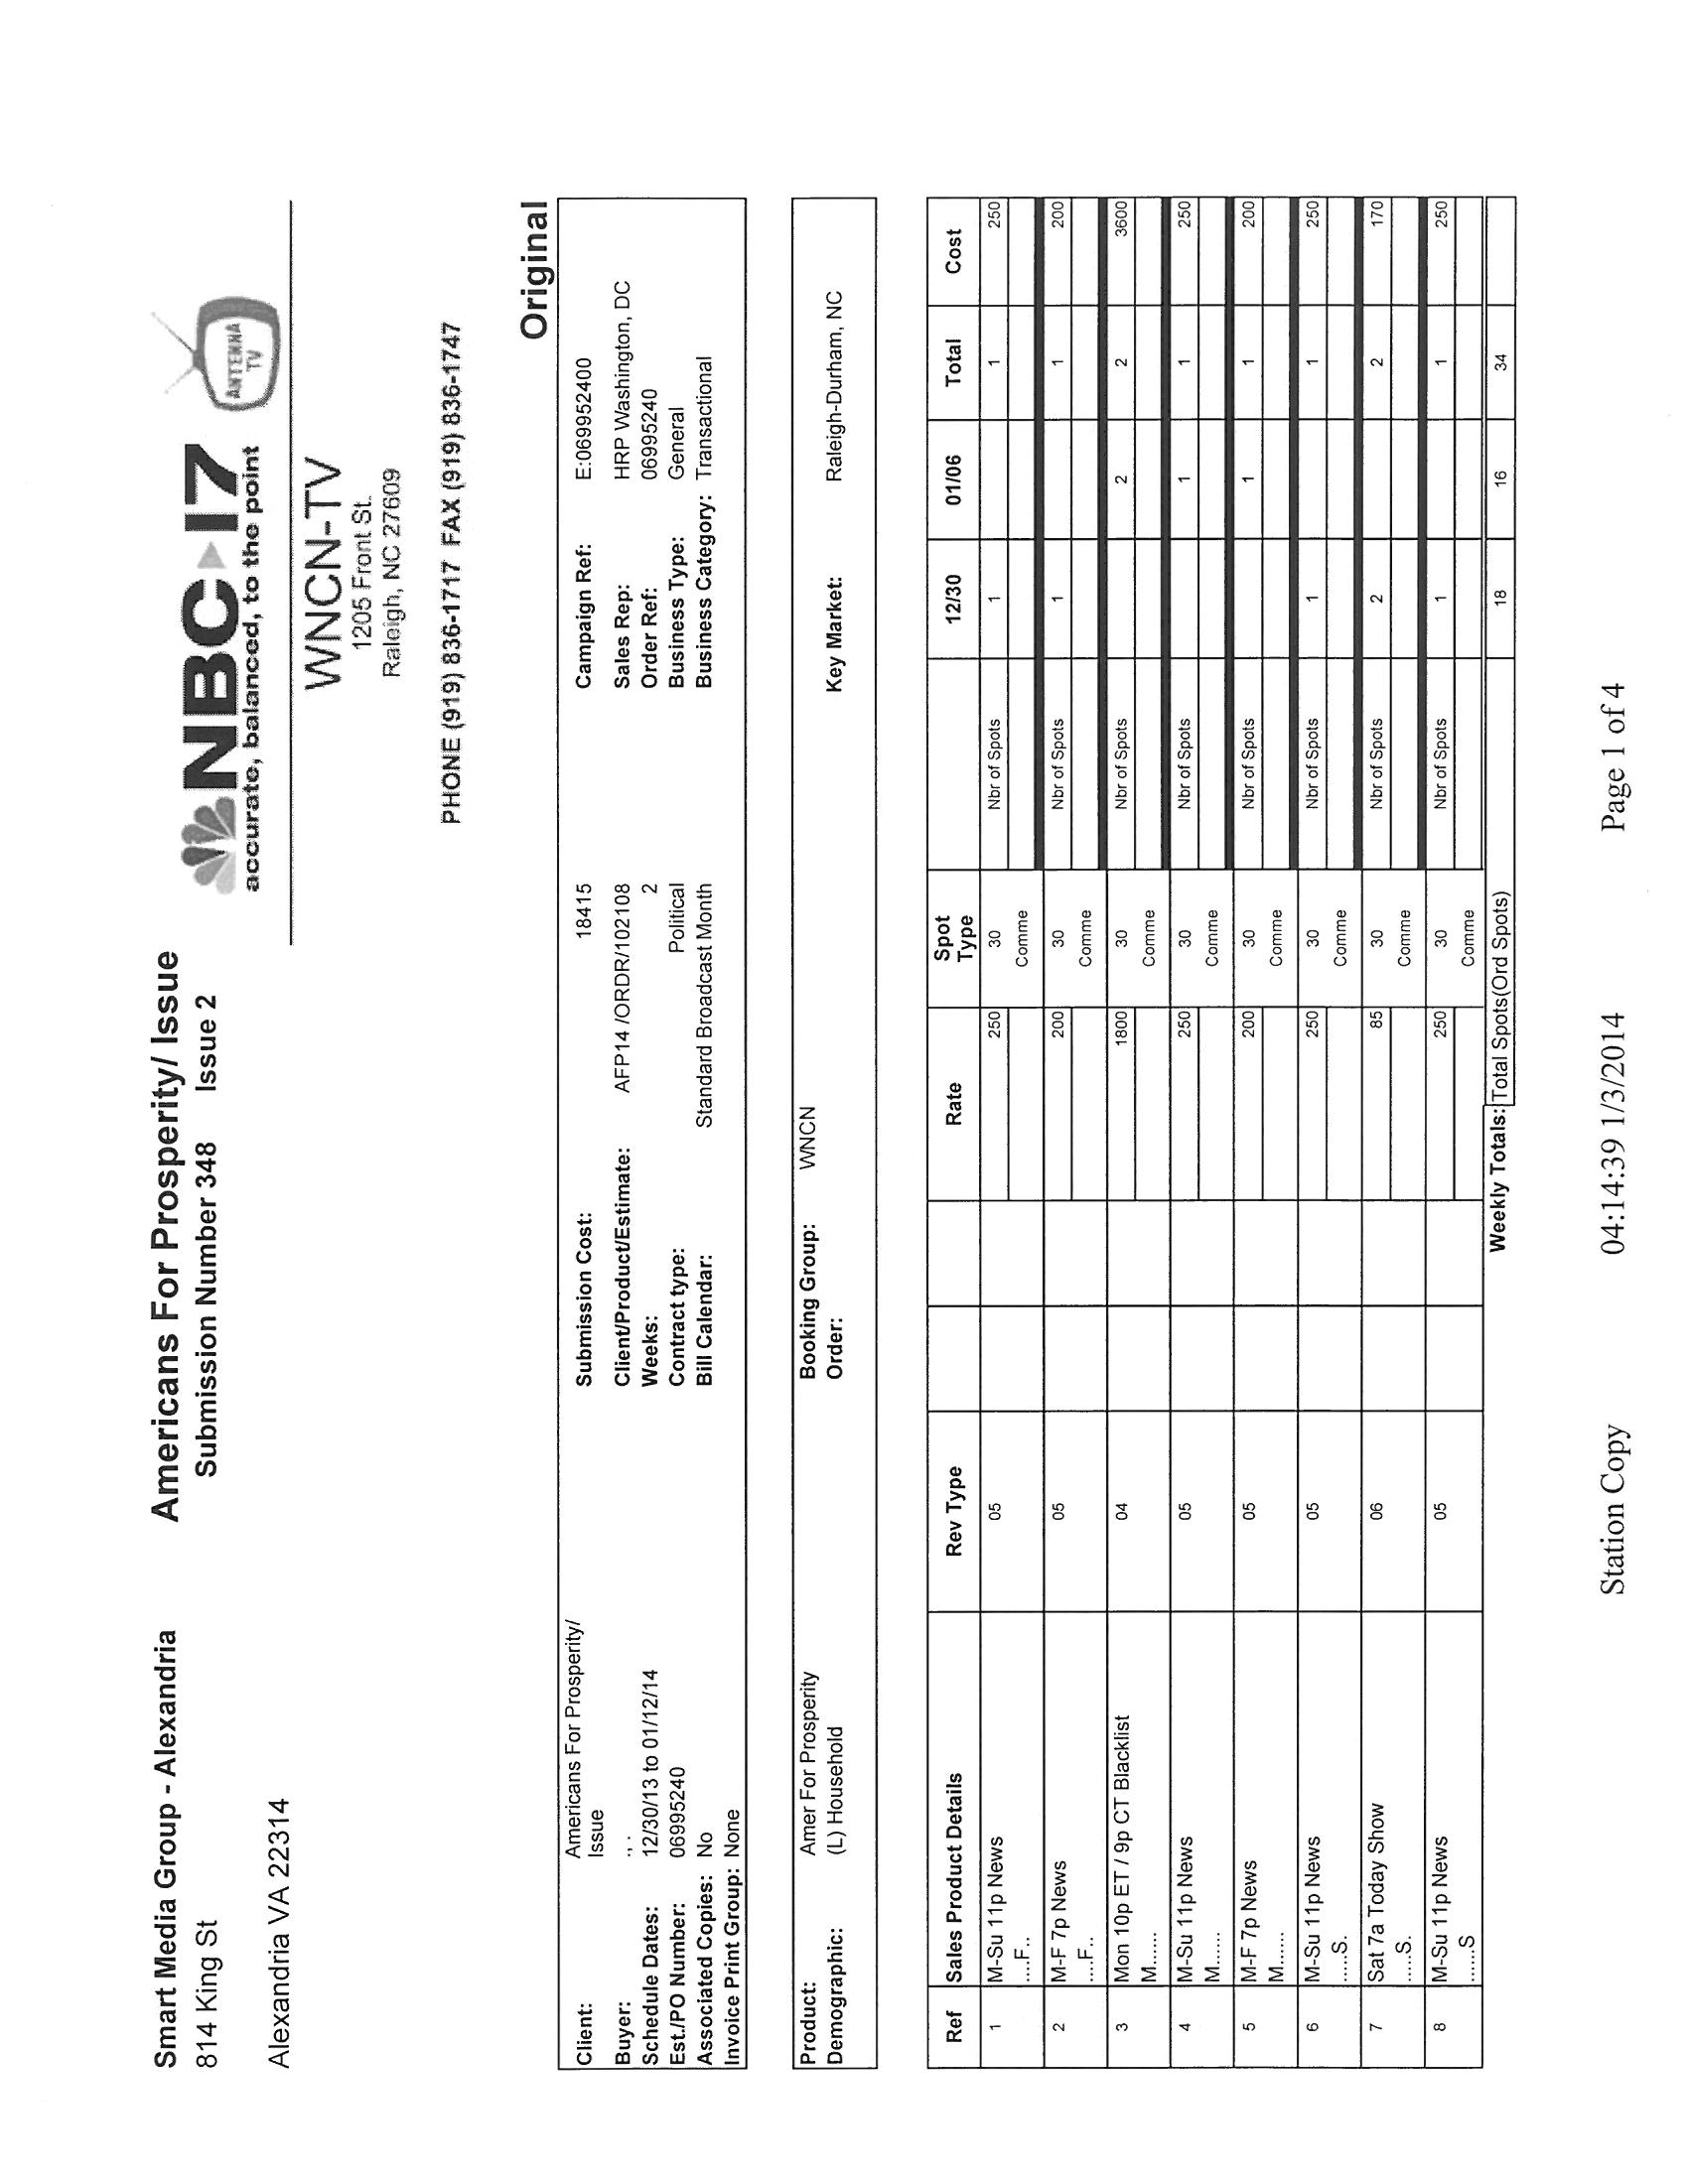 Smart Media Group - Alexandria
814 King St
Alexandria VA 22314
Americans For Prosperity/ Issue
Submission Number 348 Issue 2
NBC 17
accurate, balanced, to the point
ANTENNA
TV
WNCN-TV
1205 Front St.
Raleigh, NC 27609
PHONE (919) 836-1717 FAX (919) 836-1747
Original
Client: Americans For Prosperity/ Issue Submission Cost: 18415 Campaign Ref: E:069952400
Buyer: ., . Client/Product/Estimate: AFP14 /ORDR/102108 Sales Rep: HRP Washington, DC
Schedule Dates: 12/30/13 to 01/12/14 Weeks: 2 Order Ref: 06995240
Est./PO Number: 06995240 Contract type: Political Business Type: General
Associated Copies: No Bill Calendar: Standard Broadcast Month Business Category: Transactional
Invoice Print Group: None
Product: Amer For Prosperity Booking Group: WNCN
Demographic: (L) Household Order: Key Market: Raleigh-Durham, NC
Ref Sales Product Details Rev Type Rate Spot Type 12/30 01/06 Total Cost
1 M-Su 11p News 05 250 30 Nbr of Spots 1 1 250
....F.. Comme
2 M-F 7p News 05 200 30 Nbr of Spots 1 1 200
....F.. Comme
3 Mon 10p ET / 9p CT Blacklist 04 1800 30 Nbr of Spots 2 2 3600
M...... Comme
4 M-Su 11p News 05 250 30 Nbr of Spots 1 1 250
M...... Comme
5 M-F 7p News 05 200 30 Nbr of Spots 1 1 200
M...... Comme
6 M-Su 11p News 05 250 30 Nbr of Spots 1 1 250
.....S. Comme
7 Sat 7a Today Show 06 85 30 Nbr of Spots 2 2 170
.....S. Comme
8 M-Su 11p News 05 250 30 Nbr of Spots 1 1 250
......S Comme
Weekly Totals: Total Spots(Ord Spots) 18 16 34
Station Copy 04:14:39 1/3/2014 Page 1 of 4